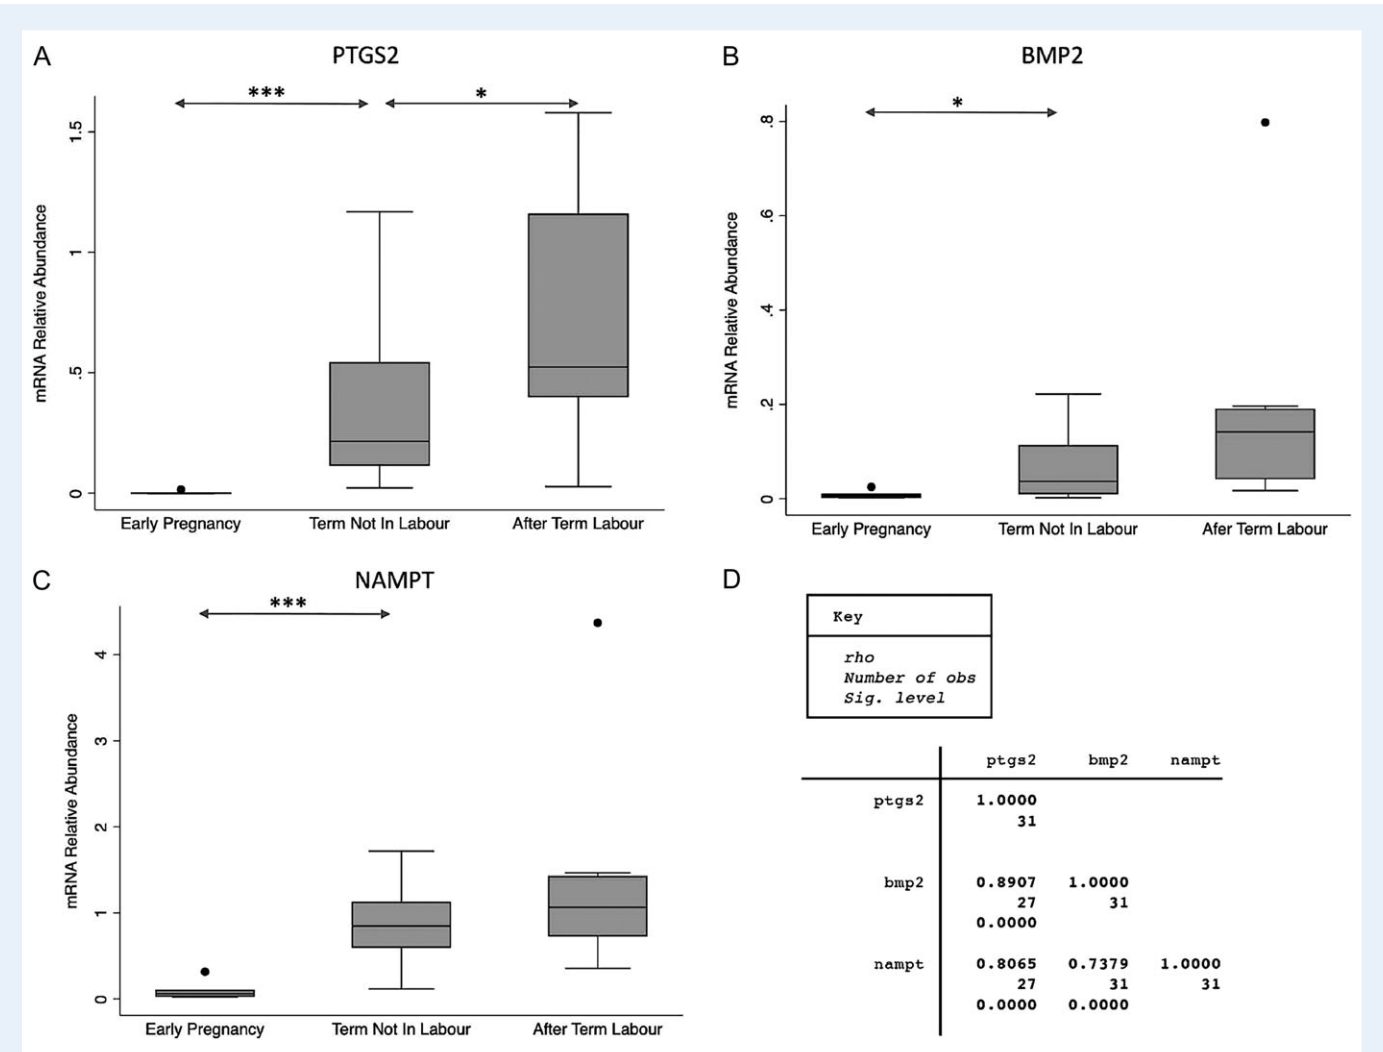 A
PTGS2
***
*
mRNA Relative Abundance
1.5
1
.5
0
Early Pregnancy Term Not In Labour After Term Labour
B
BMP2
*
mRNA Relative Abundance
.8
.6
.4
.2
0
Early Pregnancy Term Not In Labour Afer Term Labour
C
NAMPT
***
mRNA Relative Abundance
4
3
2
1
0
Early Pregnancy Term Not In Labour After Term Labour
D
Key
rho
Number of obs
Sig. level
ptgs2 bmp2 nampt
ptgs2 1.0000
31
bmp2 0.8907 1.0000
27 31
0.0000
nampt 0.8065 0.7379 1.0000
27 31 31
0.0000 0.0000